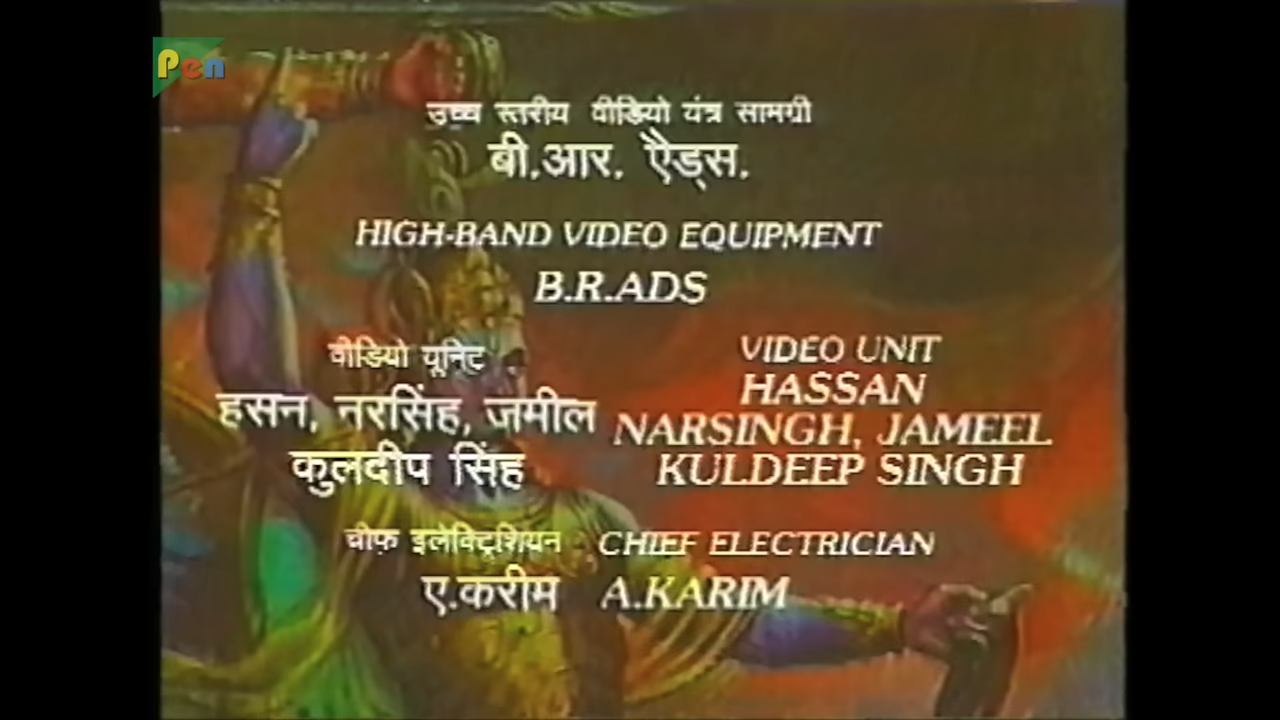 Pen
उच्च स्तरीय वीडियो यंत्र सामग्री
बी.आर. ऐड्स.
HIGH-BAND VIDEO EQUIPMENT
B.R.ADS
वीडियो यूनिट
हसन, नरसिंह, जमील
कुलदीप सिंह
VIDEO UNIT
HASSAN
NARSINGH, JAMEEL
KULDEEP SINGH
चीफ़ इलेक्ट्रिशियन
ए.करीम
CHIEF ELECTRICIAN
A.KARIM